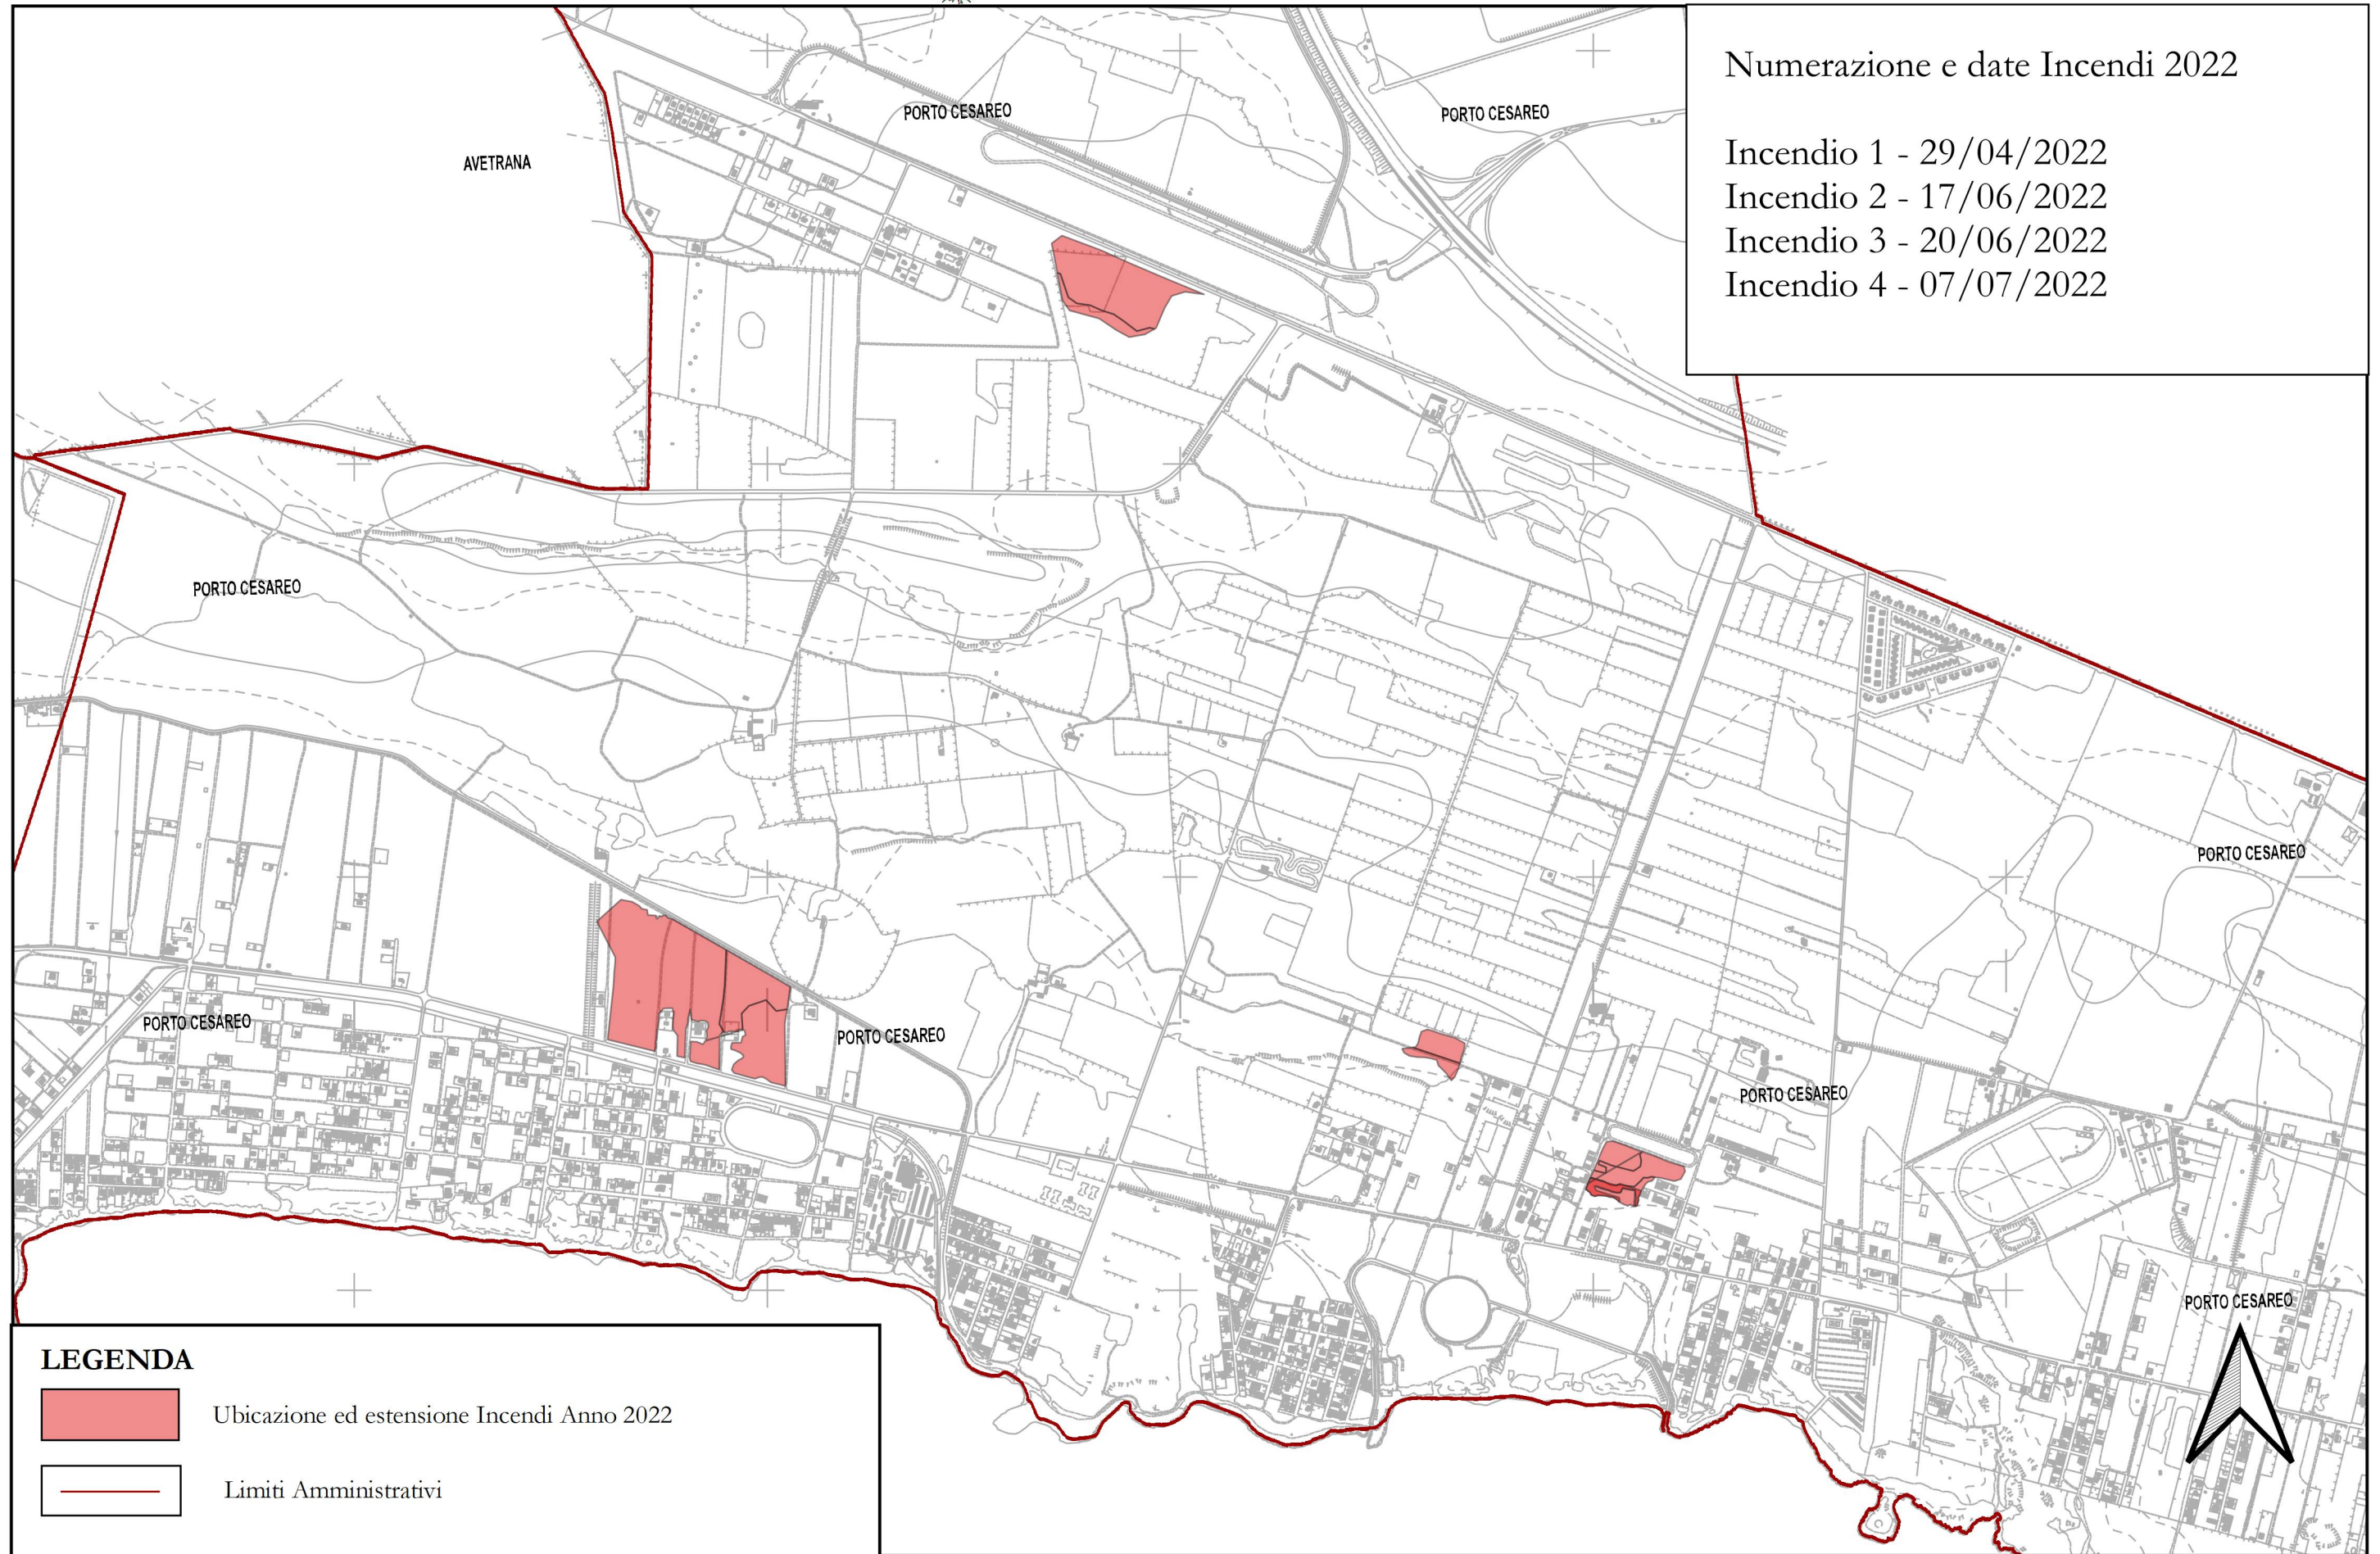 Numerazione e date Incendi 2022
Incendio 1 - 29/04/2022
Incendio 2 - 17/06/2022
Incendio 3 - 20/06/2022
Incendio 4 - 07/07/2022
PORTO CESAREO
PORTO CESAREO
AVETRANA
PORTO CESAREO
PORTO CESAREO
PORTO CESAREO
PORTO CESAREO
PORTO CESAREO
PORTO CESAREO
LEGENDA
Ubicazione ed estensione Incendi Anno 2022
Limiti Amministrativi